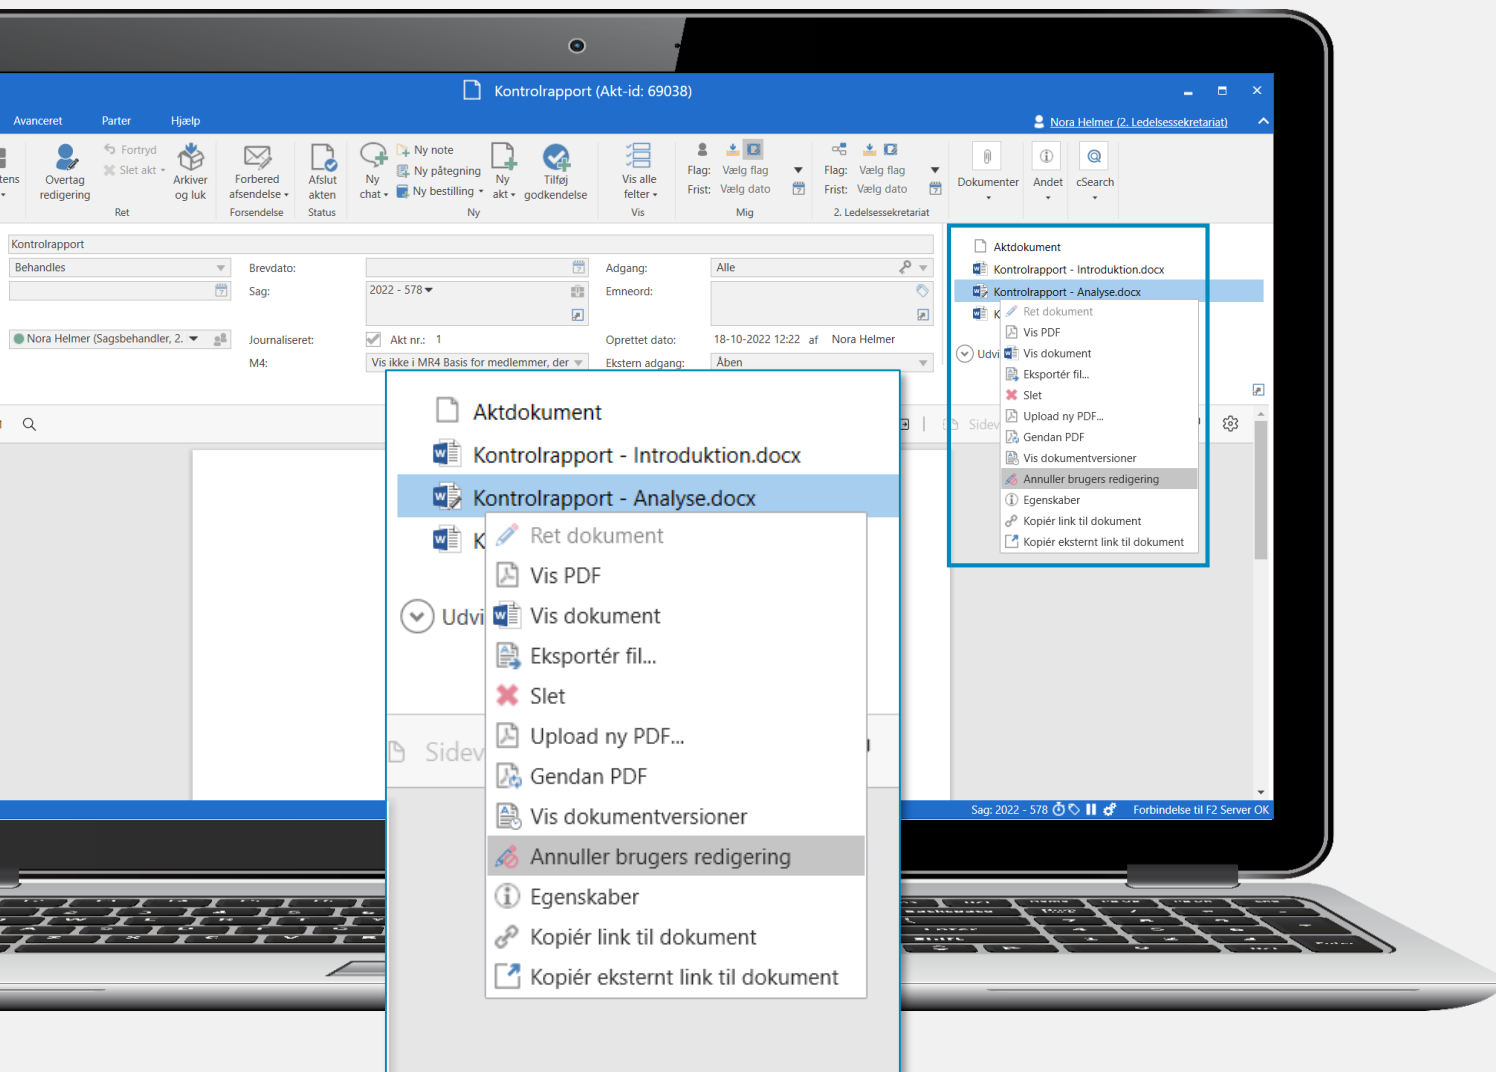 Kontrolrapport (Akt-id: 69038)
Avanceret Parter Hjælp
Nora Helmer (2. Ledelsessekretariat)
Overtag redigering
Fortryd
Slet akt
Arkiver og luk
Ret
Forbered afsendelse
Forsendelse
Afslut akten
Status
Ny chat
Ny note
Ny påtegning
Ny bestilling
Ny akt
Tilføj godkendelse
Ny
Vis alle felter
Vis
Flag: Vælg flag
Frist: Vælg dato
Mig
Flag: Vælg flag
Frist: Vælg dato
2. Ledelsessekretariat
Dokumenter
Andet
cSearch
Kontrolrapport
Behandles
Brevdato:
Adgang: Alle
Sag: 2022 - 578
Emneord:
Nora Helmer (Sagsbehandler, 2.
Journaliseret: Akt nr.: 1
Oprettet dato: 18-10-2022 12:22 af Nora Helmer
M4: Vis ikke i MR4 Basis for medlemmer, der
Ekstern adgang: Åben
Aktdokument
Kontrolrapport - Introduktion.docx
Kontrolrapport - Analyse.docx
K
Ret dokument
Vis PDF
Udvi
Vis dokument
Eksportér fil...
Slet
Upload ny PDF...
Sidev
Gendan PDF
Vis dokumentversioner
Annuller brugers redigering
Egenskaber
Kopiér link til dokument
Kopiér eksternt link til dokument
Aktdokument
Kontrolrapport - Introduktion.docx
Kontrolrapport - Analyse.docx
K
Ret dokument
Vis PDF
Udvi
Vis dokument
Eksportér fil...
Slet
Upload ny PDF...
Sidev
Gendan PDF
Vis dokumentversioner
Annuller brugers redigering
Egenskaber
Kopiér link til dokument
Kopiér eksternt link til dokument
Sag: 2022 - 578 Forbindelse til F2 Server OK